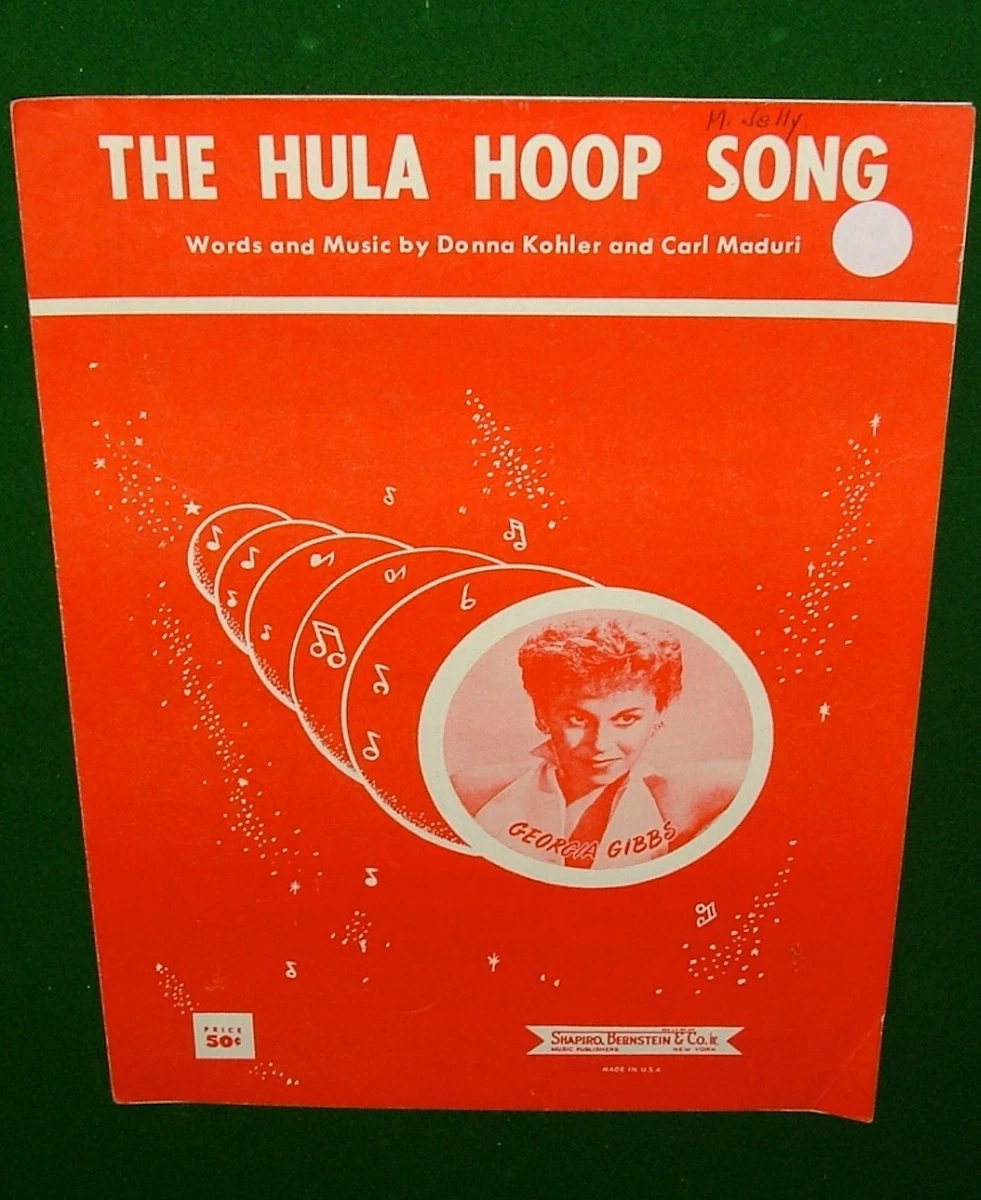 M. Jelly
THE HULA HOOP SONG
Words and Music by Donna Kohler and Carl Maduri
GEORGIA GIBBS
PRICE
50¢
SHAPIRO, BERNSTEIN & CO. INC.
MUSIC PUBLISHERS NEW YORK
MADE IN U.S.A